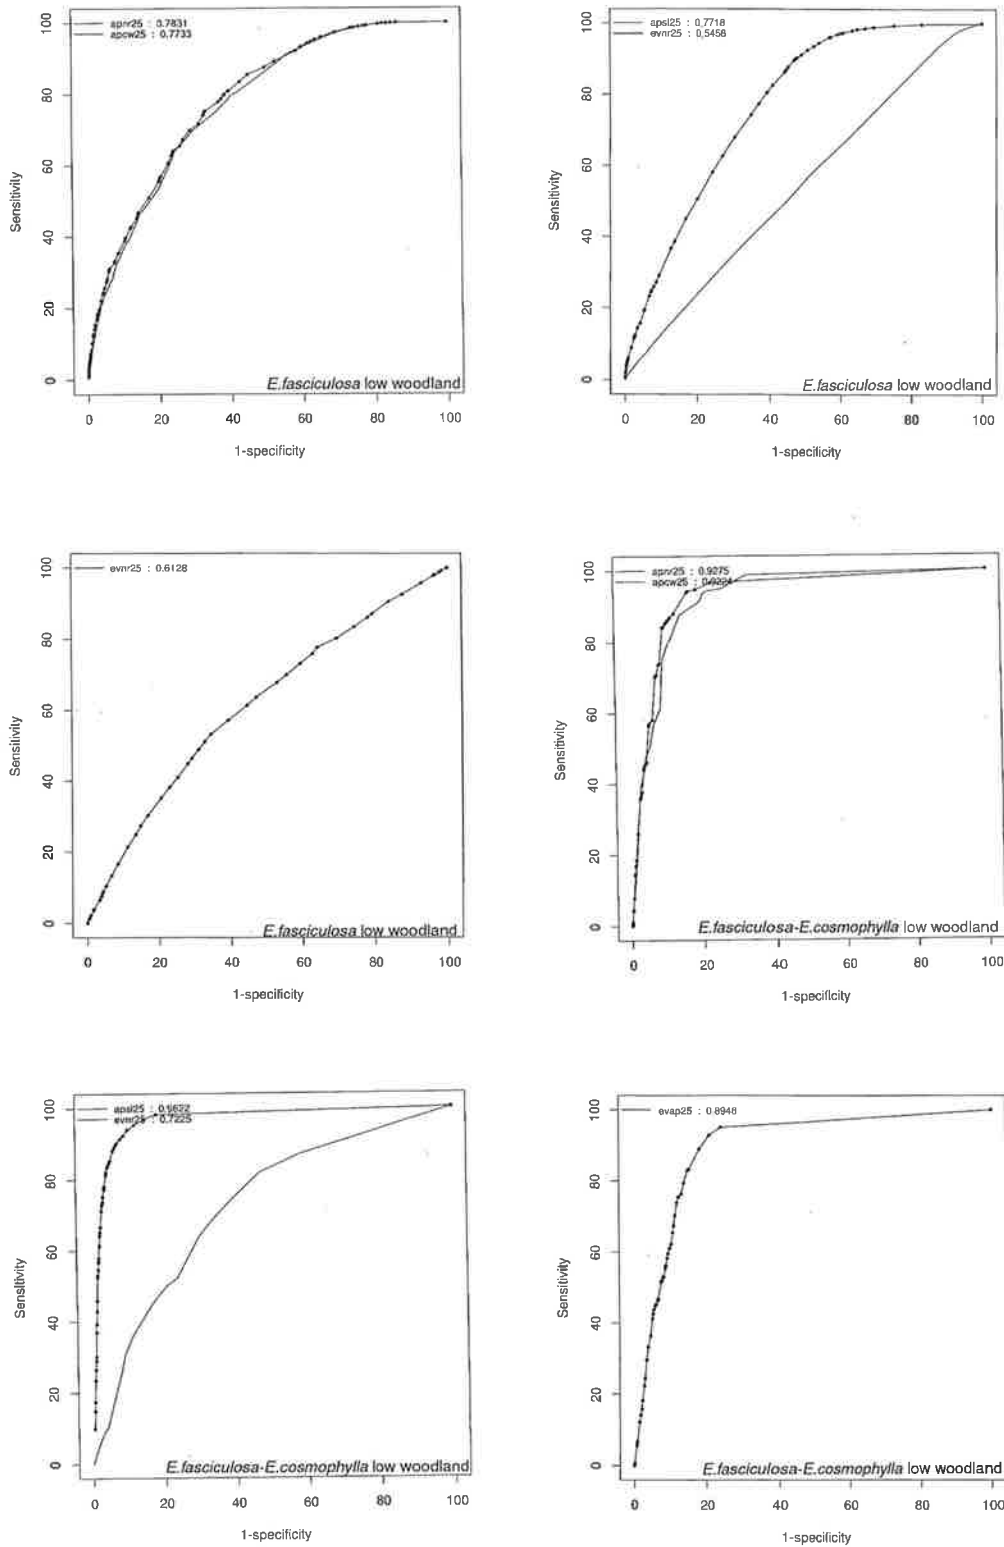 apnr25 : 0.7831
apcw25 : 0.7733
100
80
60
40
20
0
Sensitivity
E.fasciculosa low woodland
0 20 40 60 80 100
1-specificity
apsl25 : 0.7718
evnr25 : 0.5456
100
80
60
40
20
0
Sensitivity
E.fasciculosa low woodland
0 20 40 60 80 100
1-specificity
evnr25 : 0.6128
100
80
60
40
20
0
Sensitivity
E.fasciculosa low woodland
0 20 40 60 80 100
1-specificity
apnr25 : 0.9275
apcw25 :
100
80
60
40
20
0
Sensitivity
E.fasciculosa-E.cosmophylla low woodland
0 20 40 60 80 100
1-specificity
apsl25 :
evnr25 : 0.7225
100
80
60
40
20
0
Sensitivity
E.fasciculosa-E.cosmophylla low woodland
0 20 40 60 80 100
1-specificity
evap25 : 0.8948
100
80
60
40
20
0
Sensitivity
E.fasciculosa-E.cosmophylla low woodland
0 20 40 60 80 100
1-specificity